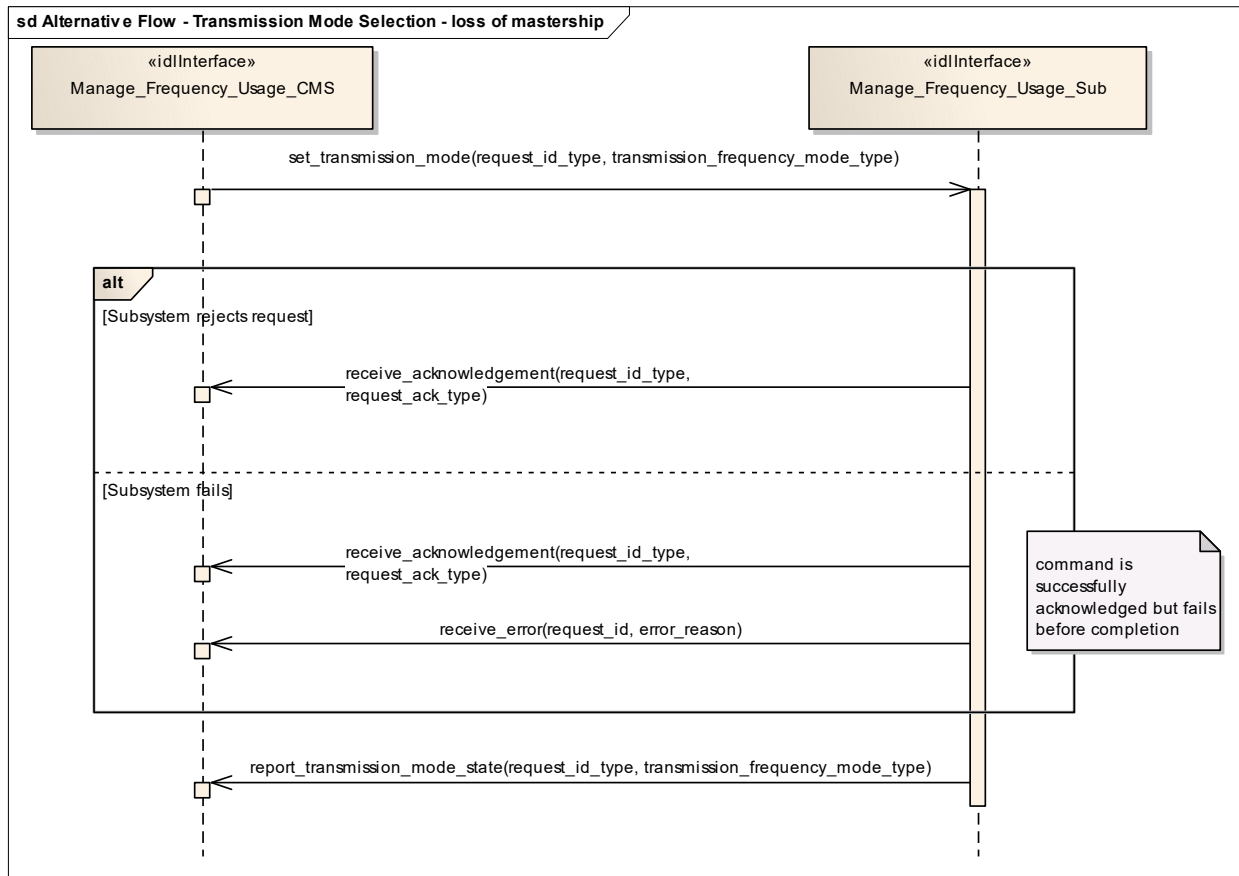 sd Alternative Flow - Transmission Mode Selection - loss of mastership
«idlInterface»
Manage_Frequency_Usage_CMS
«idlInterface»
Manage_Frequency_Usage_Sub
set_transmission_mode(request_id_type, transmission_frequency_mode_type)
alt
[Subsystem rejects request]
receive_acknowledgement(request_id_type,
request_ack_type)
[Subsystem fails]
receive_acknowledgement(request_id_type,
request_ack_type)
command is
successfully
acknowledged but fails
before completion
receive_error(request_id, error_reason)
report_transmission_mode_state(request_id_type, transmission_frequency_mode_type)